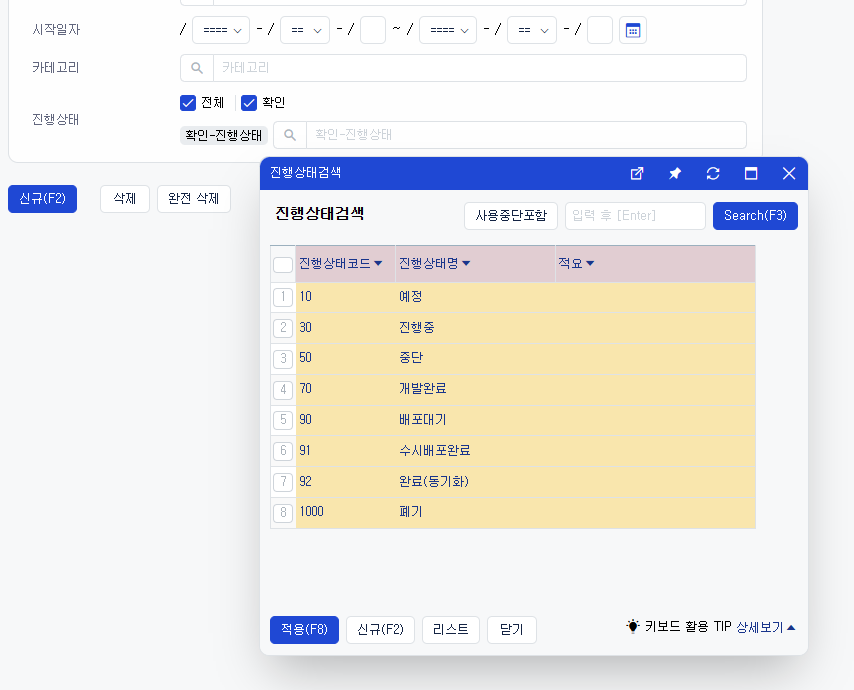 시작일자 / ==== - / == - / ~ / ==== - / == - /
카테고리 카테고리
전체 확인
진행상태
확인-진행상태 확인-진행상태
신규(F2) 삭제 완전 삭제
진행상태검색
진행상태검색 사용중단포함 입력 후 [Enter] Search(F3)
진행상태코드 진행상태명 적요
1 10 예정
2 30 진행중
3 50 중단
4 70 개발완료
5 90 배포대기
6 91 수시배포완료
7 92 완료(동기화)
8 1000 폐기
적용(F8) 신규(F2) 리스트 닫기 키보드 활용 TIP 상세보기